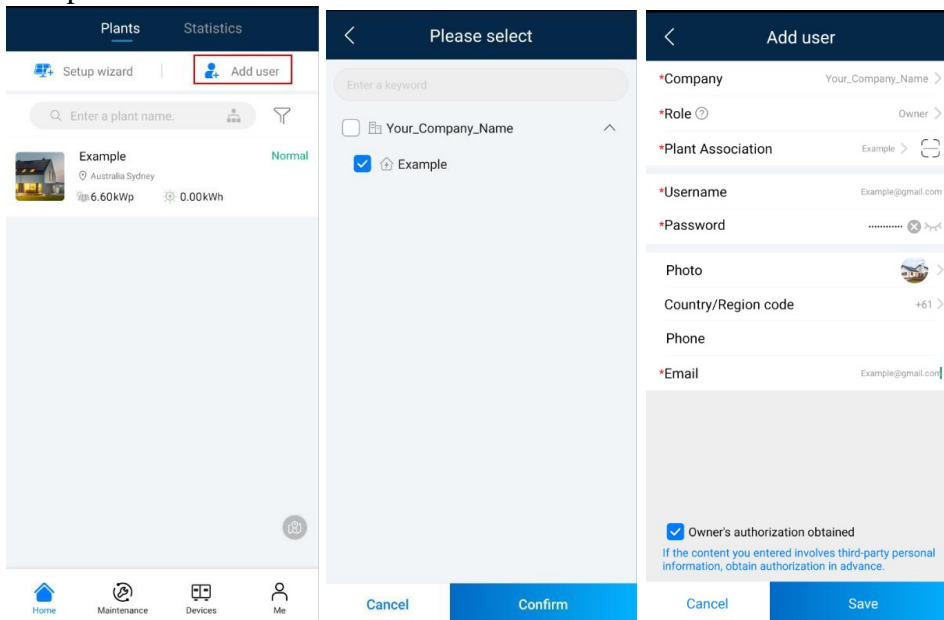 Plants Statistics
Setup wizard Add user
Enter a plant name.
Example Normal
Australia Sydney
6.60kWp 0.00kWh
Home Maintenance Devices Me
Please select
Enter a keyword
Your_Company_Name
Example
Cancel Confirm
Add user
*Company Your_Company_Name
*Role Owner
*Plant Association Example
*Username Example@gmail.com
*Password ············
Photo
Country/Region code +61
Phone
*Email Example@gmail.com
Owner's authorization obtained
If the content you entered involves third-party personal
information, obtain authorization in advance.
Cancel Save